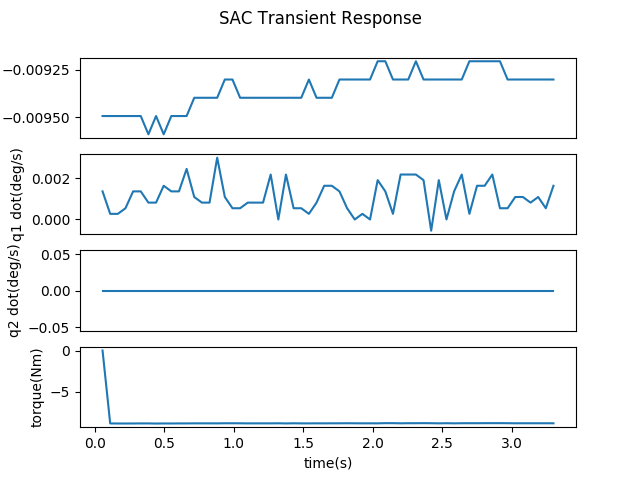 SAC Transient Response
−0.00925
−0.00950
q1 dot(deg/s)
0.002
0.000
q2 dot(deg/s)
0.05
0.00
−0.05
torque(Nm)
0
−5
0.0 0.5 1.0 1.5 2.0 2.5 3.0
time(s)